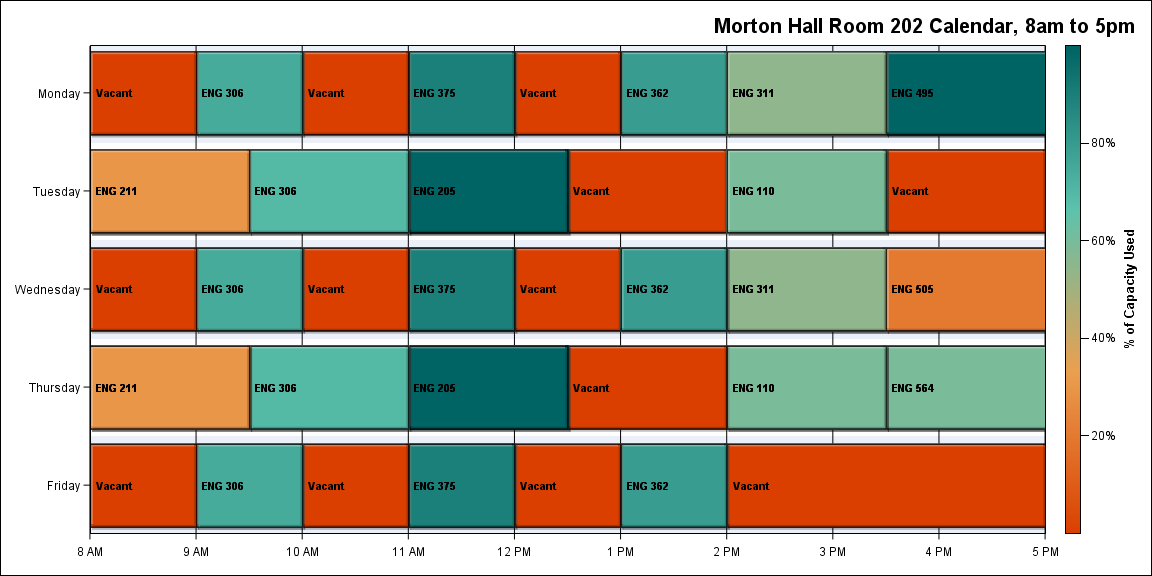 Morton Hall Room 202 Calendar, 8am to 5pm
Monday
Vacant
ENG 306
Vacant
ENG 375
Vacant
ENG 362
ENG 311
ENG 495
Tuesday
ENG 211
ENG 306
ENG 205
Vacant
ENG 110
Vacant
Wednesday
Vacant
ENG 306
Vacant
ENG 375
Vacant
ENG 362
ENG 311
ENG 505
Thursday
ENG 211
ENG 306
ENG 205
Vacant
ENG 110
ENG 564
Friday
Vacant
ENG 306
Vacant
ENG 375
Vacant
ENG 362
Vacant
8 AM
9 AM
10 AM
11 AM
12 PM
1 PM
2 PM
3 PM
4 PM
5 PM
80%
60%
40%
20%
% of Capacity Used